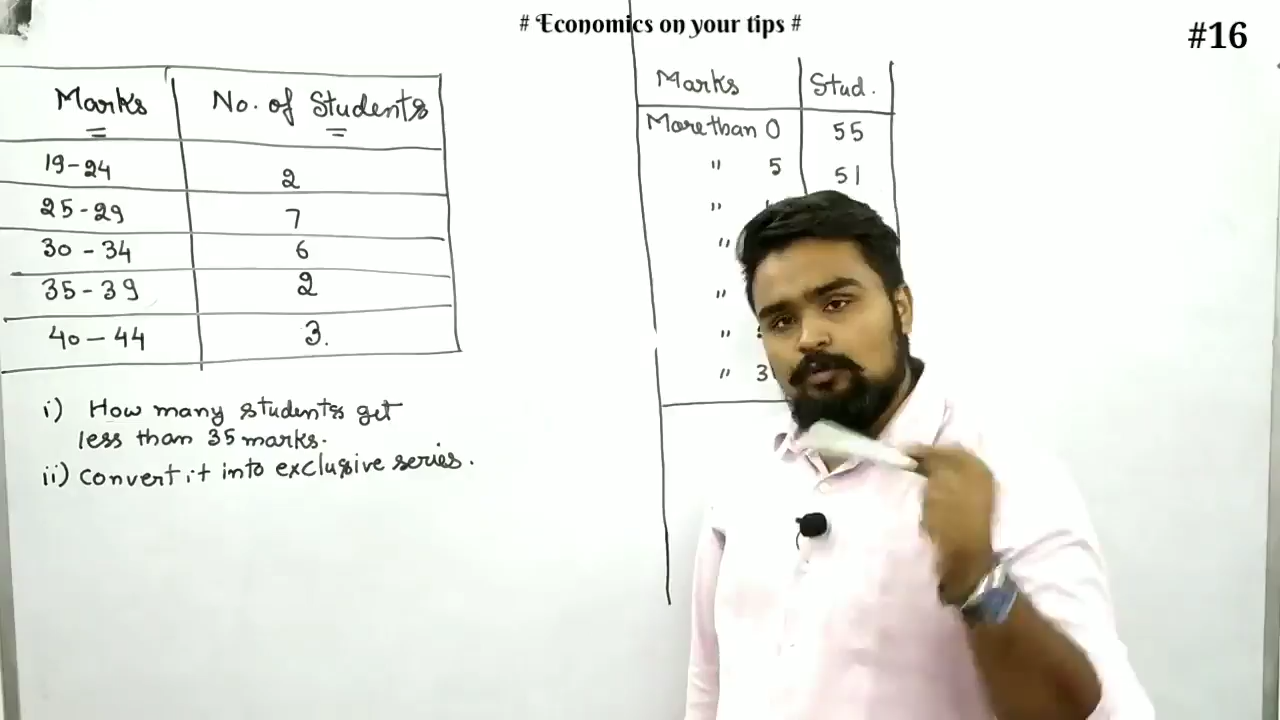 # Economics on your tips #
#16
Marks No. of Students
19-24 2
25-29 7
30-34 6
35-39 2
40-44 3.
i) How many students get
less than 35 marks.
ii) Convert it into exclusive series.
Marks Stud.
More than 0 55
" 5 51
"
"
"
"
"